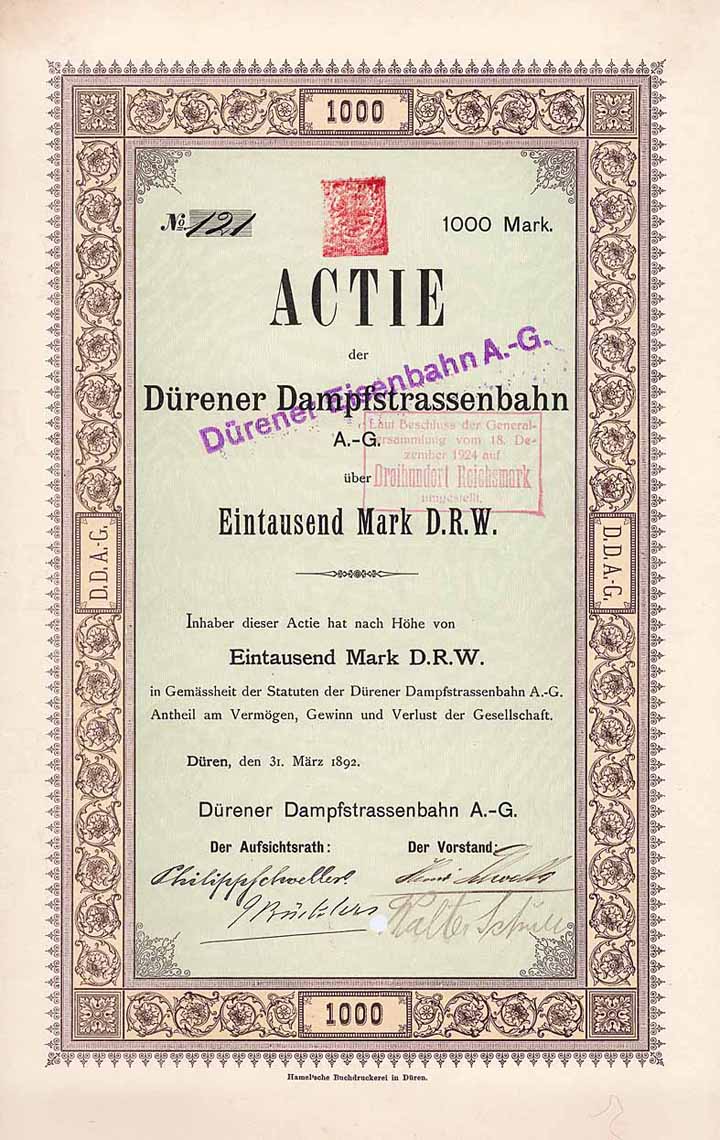 1000
No 121
1000 Mark.
ACTIE
der
Dürener Eisenbahn A.-G.
Dürener Dampfstrassenbahn
A.-G.
Laut Beschluss der General-
versammlung vom 18. De-
zember 1924 auf
Dreihundert Reichsmark
umgestellt.
über
Eintausend Mark D.R.W.
D.D.A.-G.
D.D.A.-G.
Inhaber dieser Actie hat nach Höhe von
Eintausend Mark D.R.W.
in Gemässheit der Statuten der Dürener Dampfstrassenbahn A.-G.
Antheil am Vermögen, Gewinn und Verlust der Gesellschaft.
Düren, den 31. März 1892.
Dürener Dampfstrassenbahn A.-G.
Der Aufsichtsrath:
Der Vorstand:
Philipp Schoeller
Walter Schüll
1000
Hamel'sche Buchdruckerei in Düren.